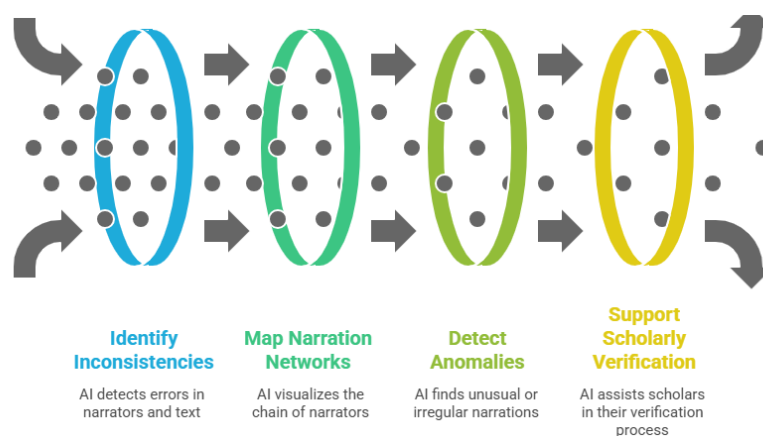 Identify
Inconsistencies
AI detects errors in
narrators and text
Map Narration
Networks
AI visualizes the
chain of narrators
Detect
Anomalies
AI finds unusual or
irregular narrations
Support
Scholarly
Verification
AI assists scholars
in their verification
process